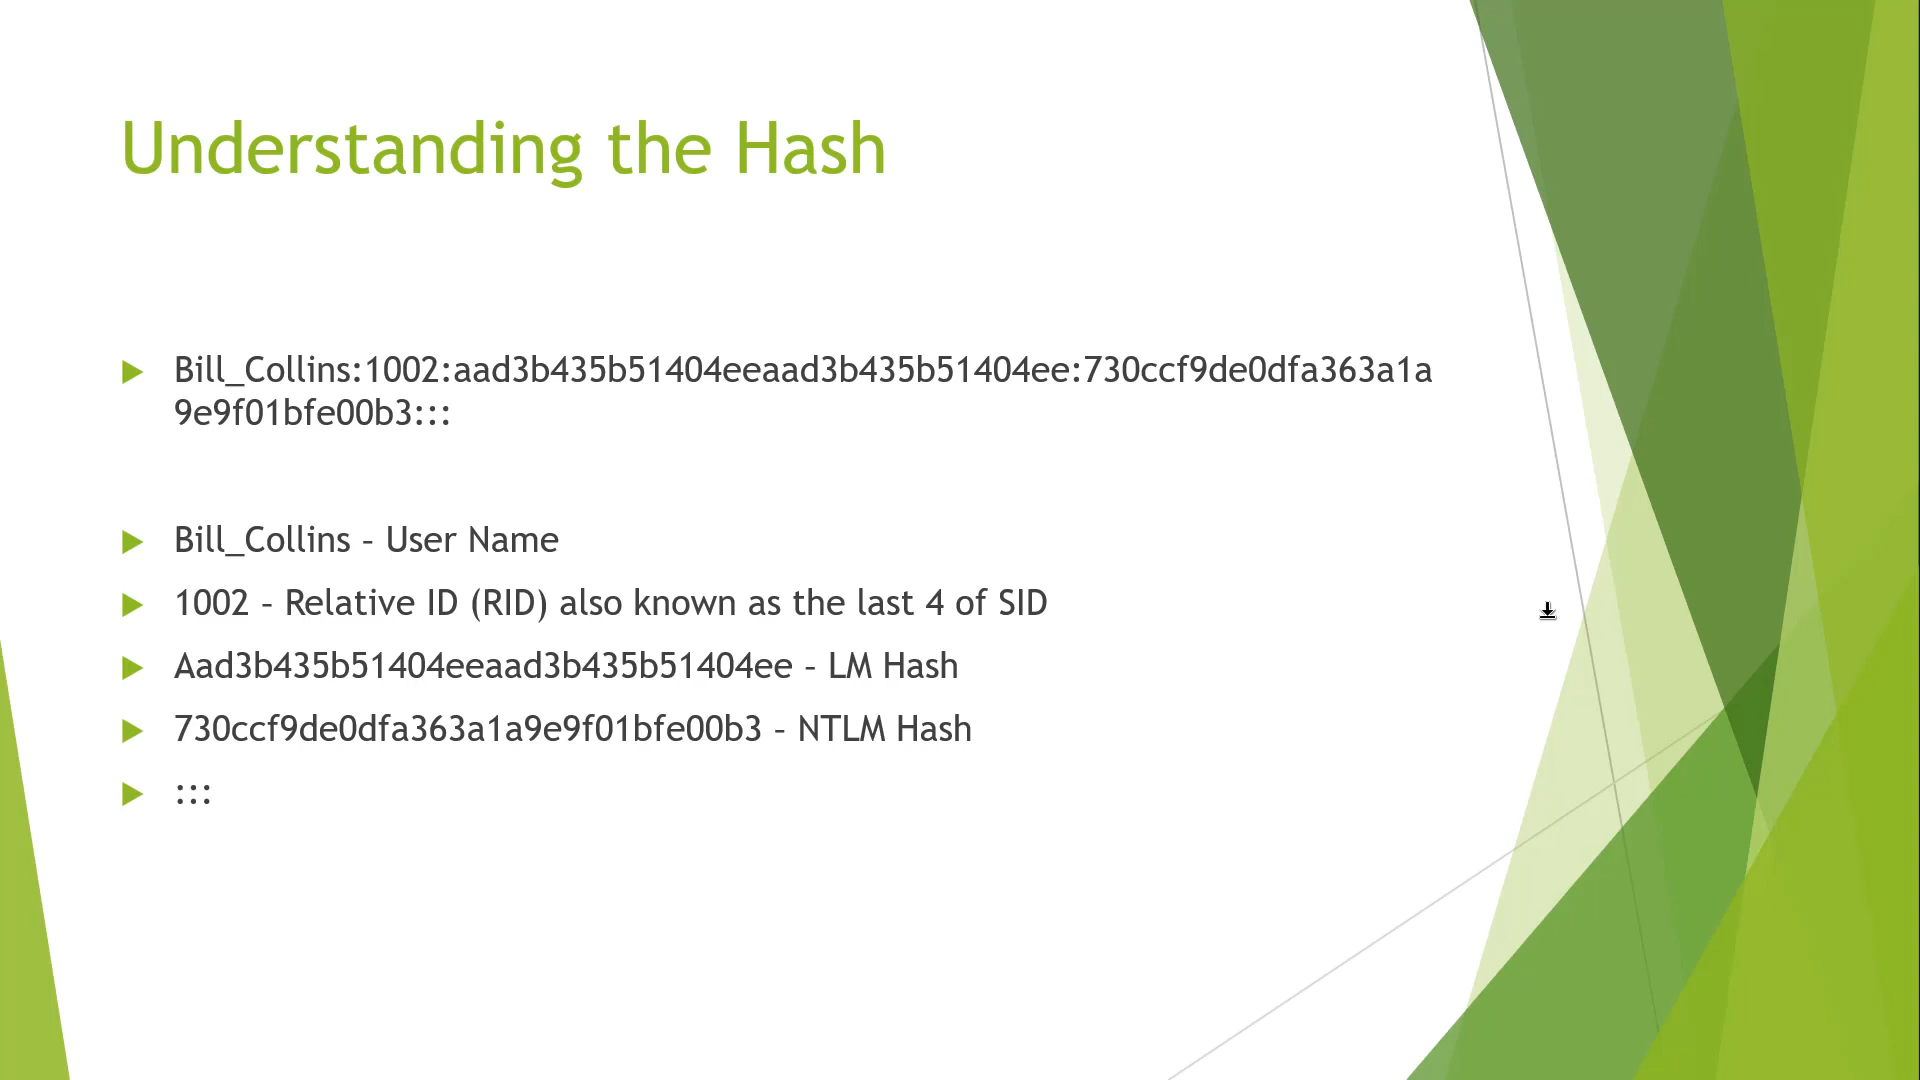 Understanding the Hash
Bill_Collins:1002:aad3b435b51404eeaad3b435b51404ee:730ccf9de0dfa363a1a
9e9f01bfe00b3:::
Bill_Collins – User Name
1002 – Relative ID (RID) also known as the last 4 of SID
Aad3b435b51404eeaad3b435b51404ee – LM Hash
730ccf9de0dfa363a1a9e9f01bfe00b3 – NTLM Hash
:::